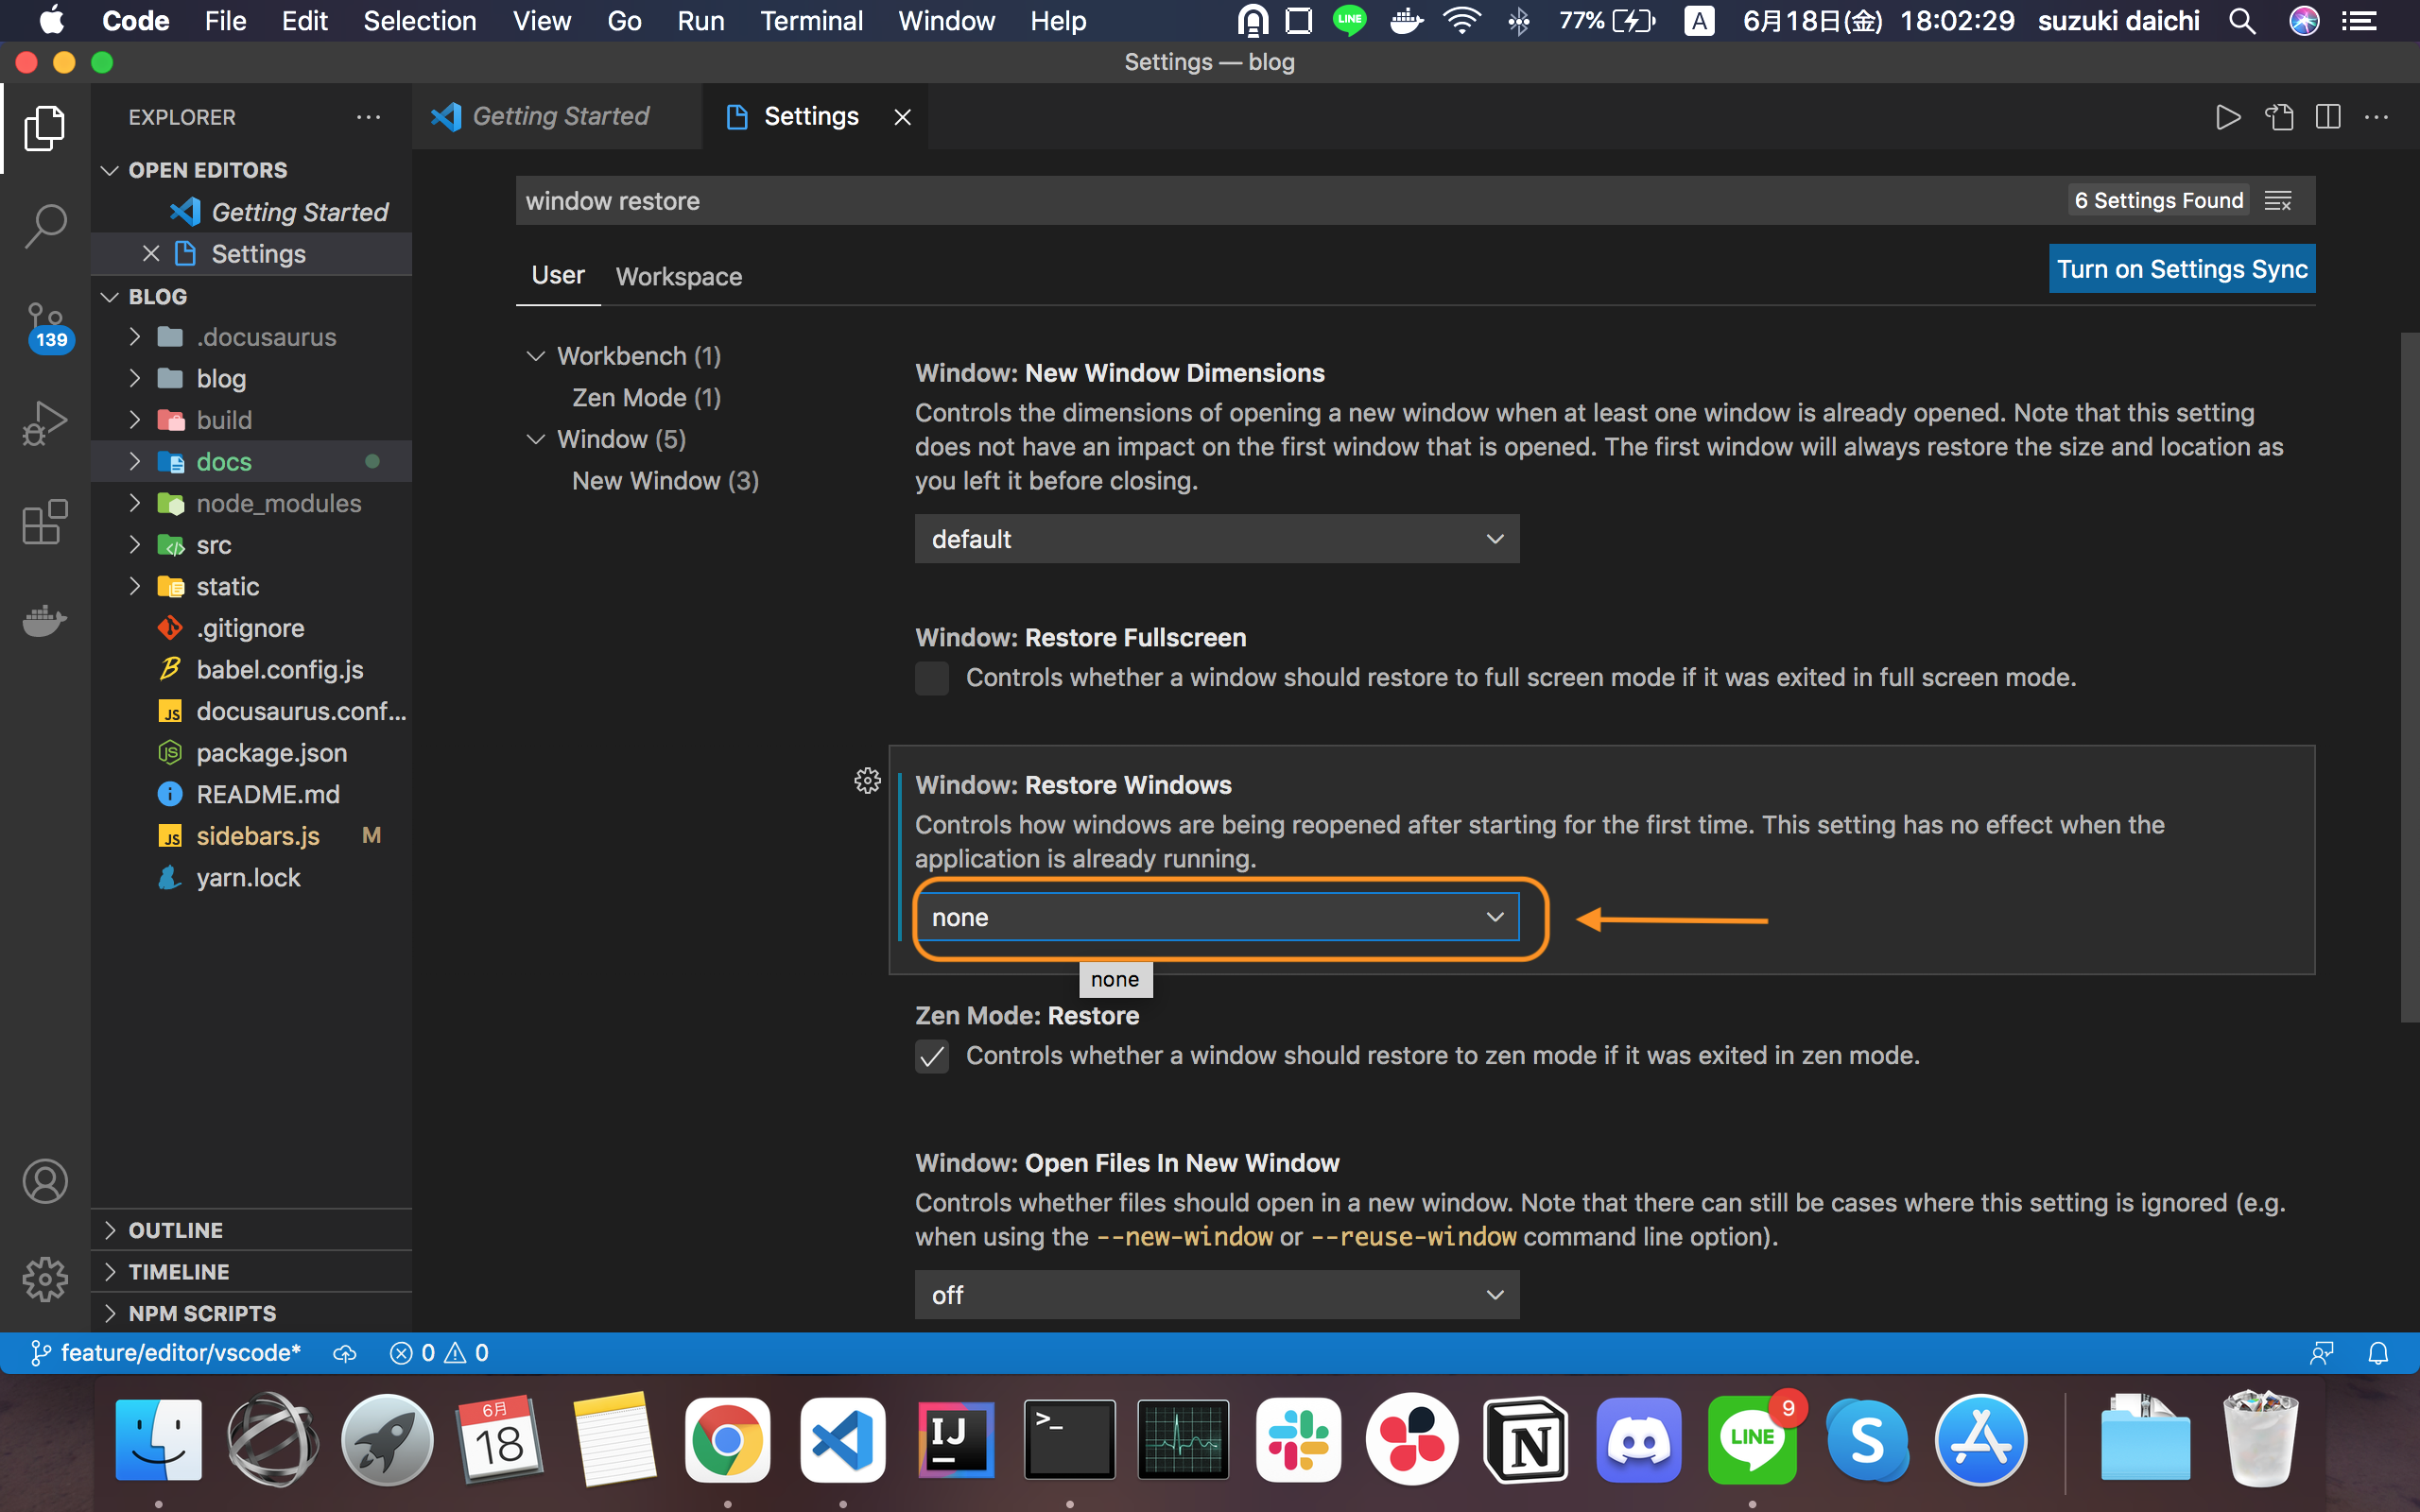 Code File Edit Selection View Go Run Terminal Window Help LINE 77% A 6月18日(金) 18:02:29 suzuki daichi
Settings — blog
EXPLORER
Getting Started
Settings
OPEN EDITORS
Getting Started
Settings
BLOG
.docusaurus
blog
build
docs
node_modules
src
static
.gitignore
babel.config.js
JS docusaurus.conf...
JS package.json
README.md
JS sidebars.js M
yarn.lock
OUTLINE
TIMELINE
NPM SCRIPTS
139
window restore
6 Settings Found
User
Workspace
Turn on Settings Sync
Workbench (1)
Zen Mode (1)
Window (5)
New Window (3)
Window: New Window Dimensions
Controls the dimensions of opening a new window when at least one window is already opened. Note that this setting
does not have an impact on the first window that is opened. The first window will always restore the size and location as
you left it before closing.
default
Window: Restore Fullscreen
Controls whether a window should restore to full screen mode if it was exited in full screen mode.
Window: Restore Windows
Controls how windows are being reopened after starting for the first time. This setting has no effect when the
application is already running.
none
none
Zen Mode: Restore
Controls whether a window should restore to zen mode if it was exited in zen mode.
Window: Open Files In New Window
Controls whether files should open in a new window. Note that there can still be cases where this setting is ignored (e.g.
when using the --new-window or --reuse-window command line option).
off
feature/editor/vscode* 0 0
6月
18
IJ
>_
N
LINE
9
S